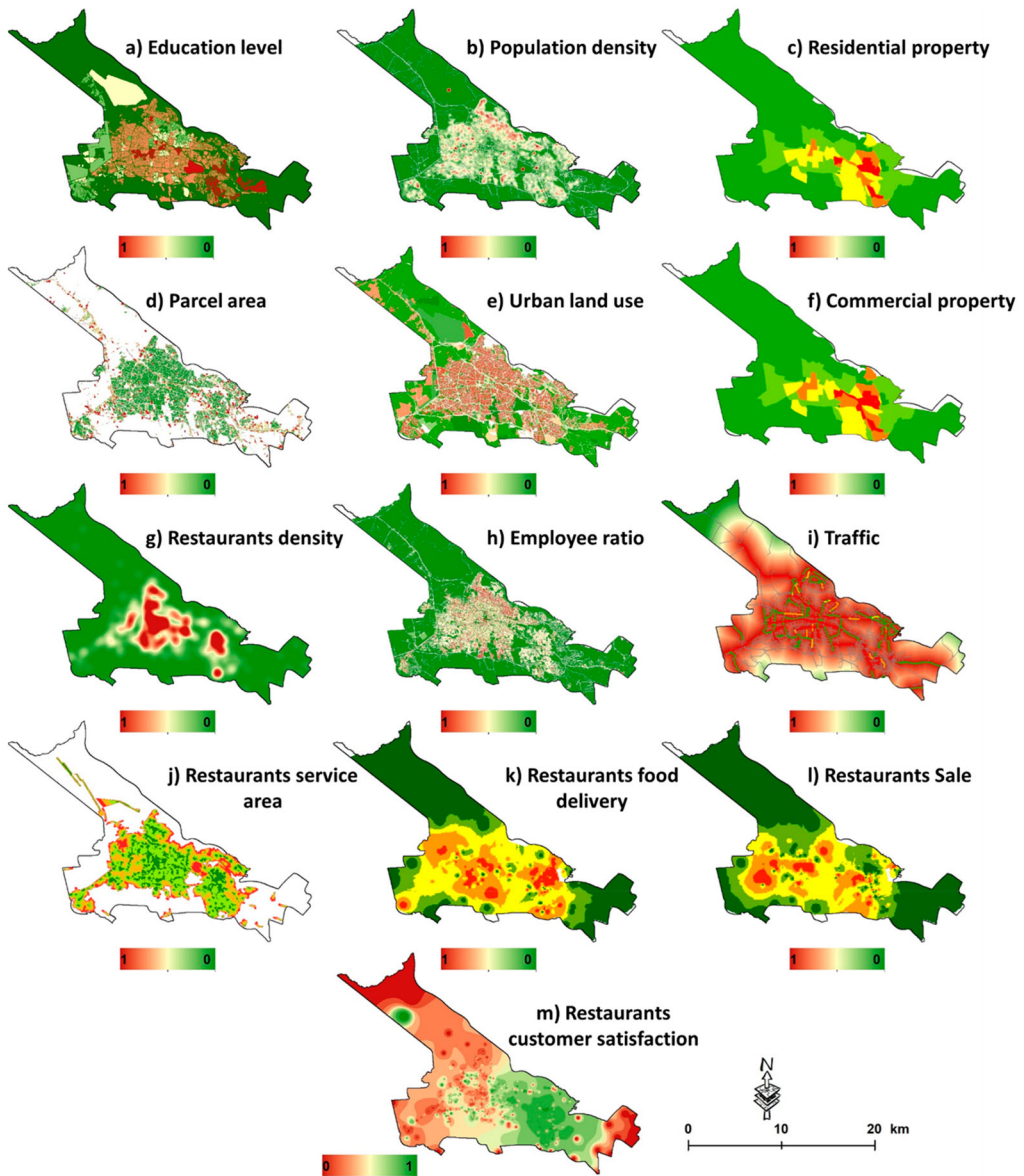 a) Education level
b) Population density
c) Residential property
1 0
1 0
1 0
d) Parcel area
e) Urban land use
f) Commercial property
1 0
1 0
1 0
g) Restaurants density
h) Employee ratio
i) Traffic
1 0
1 0
1 0
j) Restaurants service
area
k) Restaurants food
delivery
l) Restaurants Sale
1 0
1 0
1 0
m) Restaurants
customer satisfaction
0 1
N
0 10 20 km